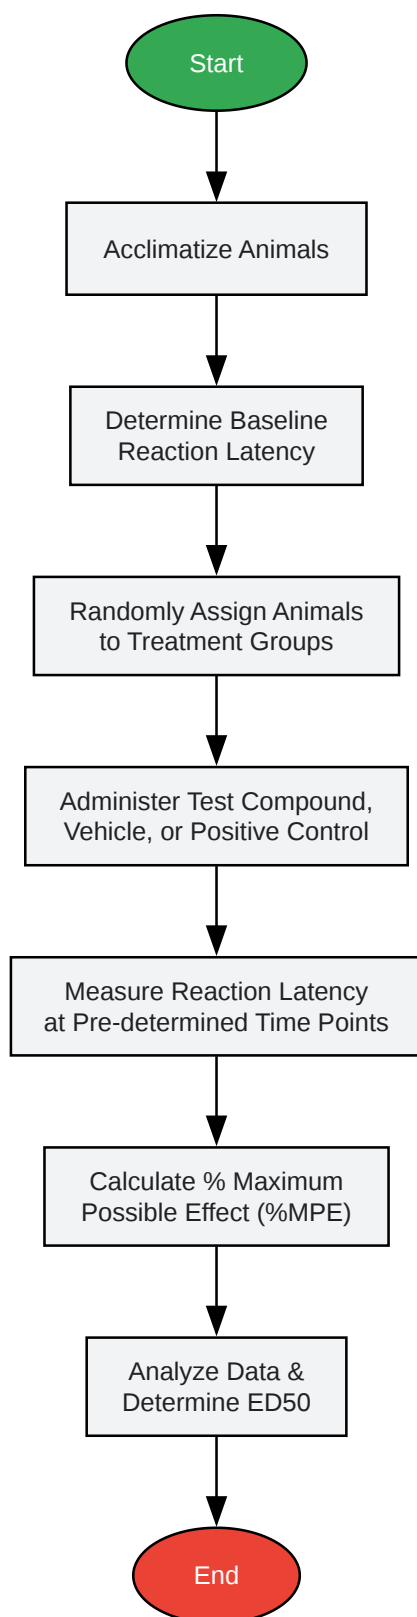 Start
Acclimatize Animals
Determine Baseline
Reaction Latency
Randomly Assign Animals
to Treatment Groups
Administer Test Compound,
Vehicle, or Positive Control
Measure Reaction Latency
at Pre-determined Time Points
Calculate % Maximum
Possible Effect (%MPE)
Analyze Data &
Determine ED50
End